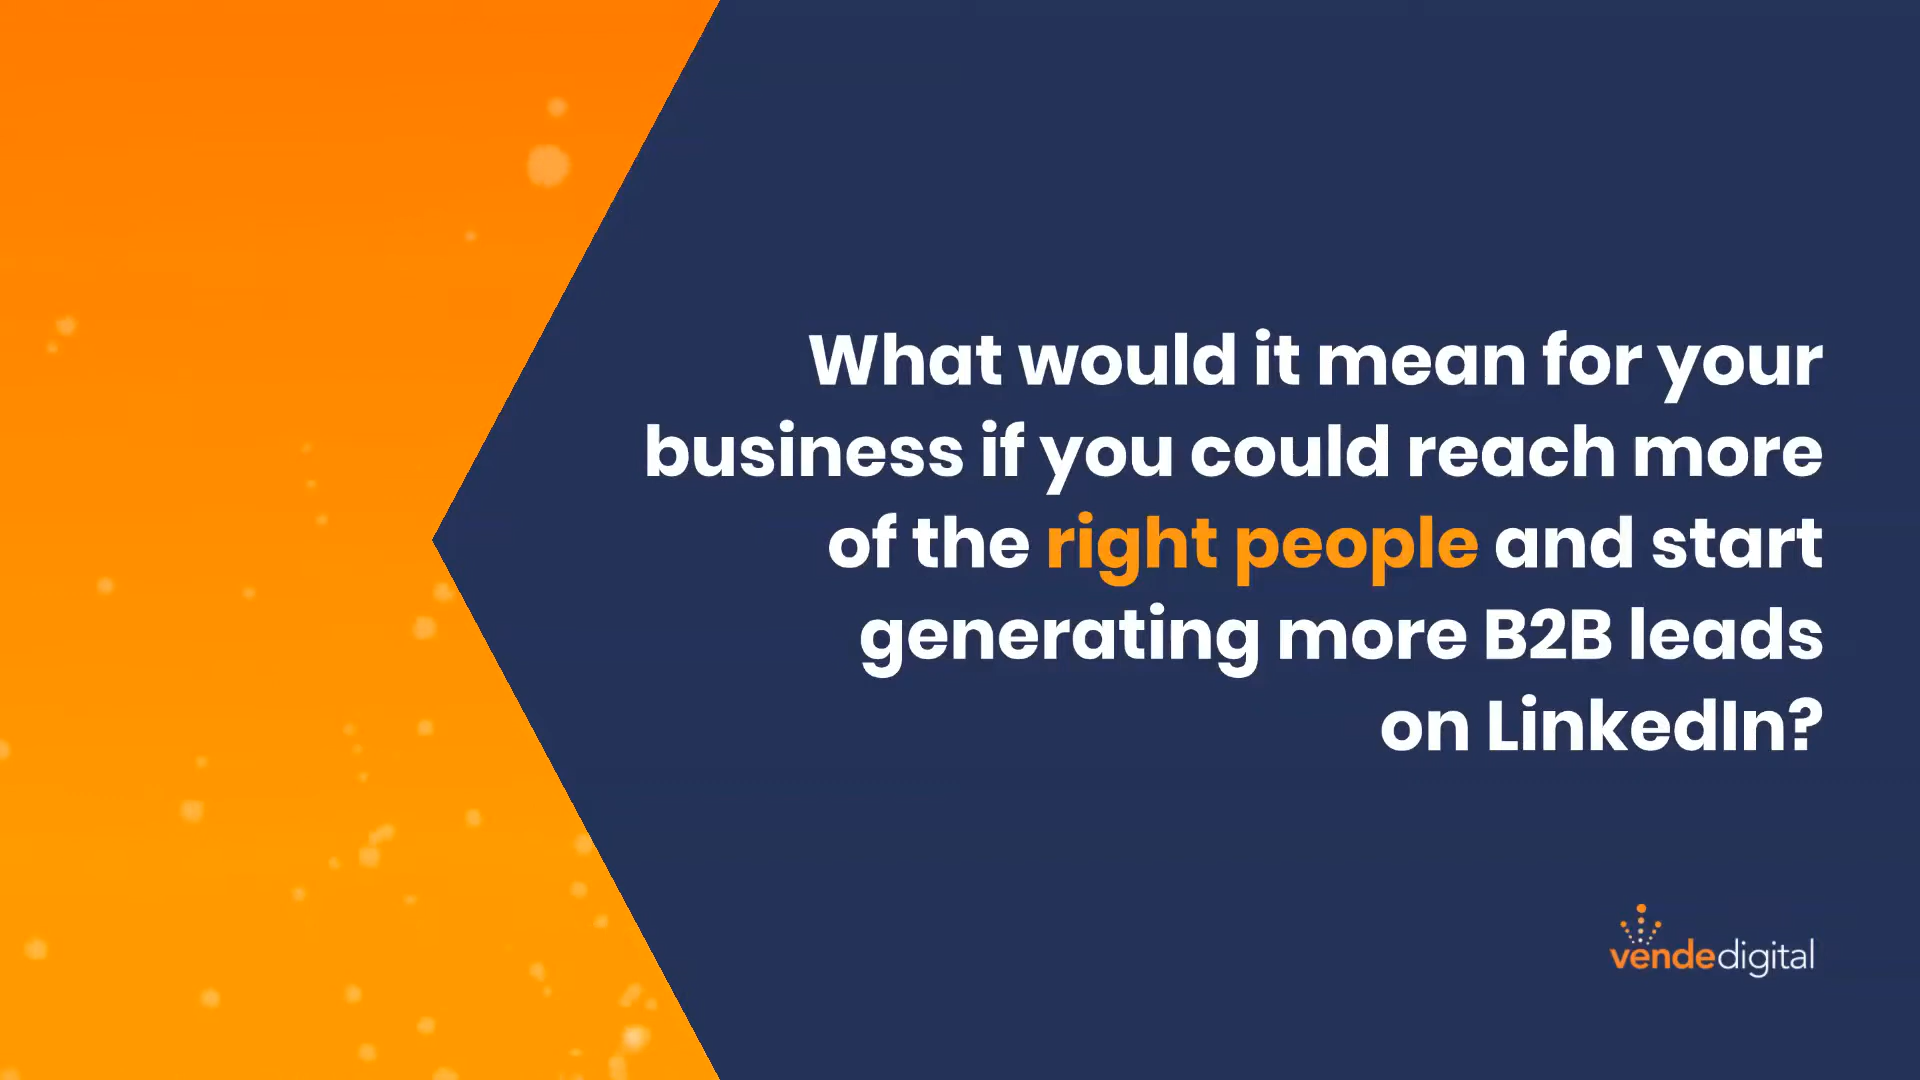 What would it mean for your
business if you could reach more
of the right people and start
generating more B2B leads
on LinkedIn?
vendedigital